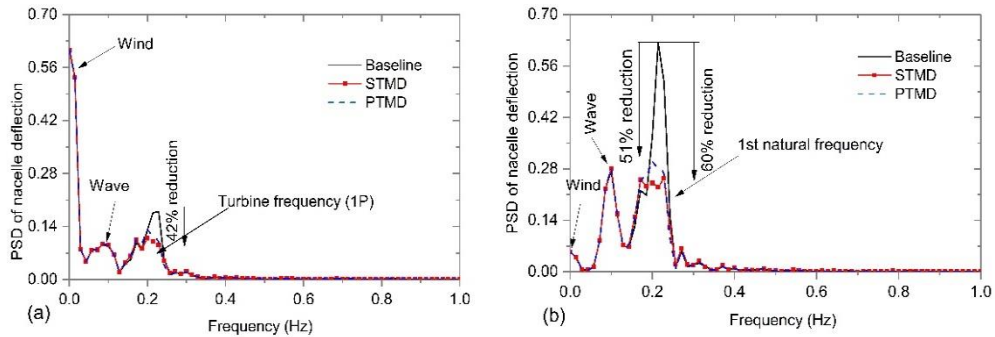 0.70
0.56
0.42
0.28
0.14
0.00
PSD of nacelle deflection
Wind
Wave
Baseline
STMD
PTMD
42% reduction
Turbine frequency (1P)
0.0 0.2 0.4 0.6 0.8 1.0
Frequency (Hz)
(a)
0.70
0.56
0.42
0.28
0.14
0.00
PSD of nacelle deflection
Wind
Wave
51% reduction
60% reduction
Baseline
STMD
PTMD
1st natural frequency
0.0 0.2 0.4 0.6 0.8 1.0
Frequency (Hz)
(b)